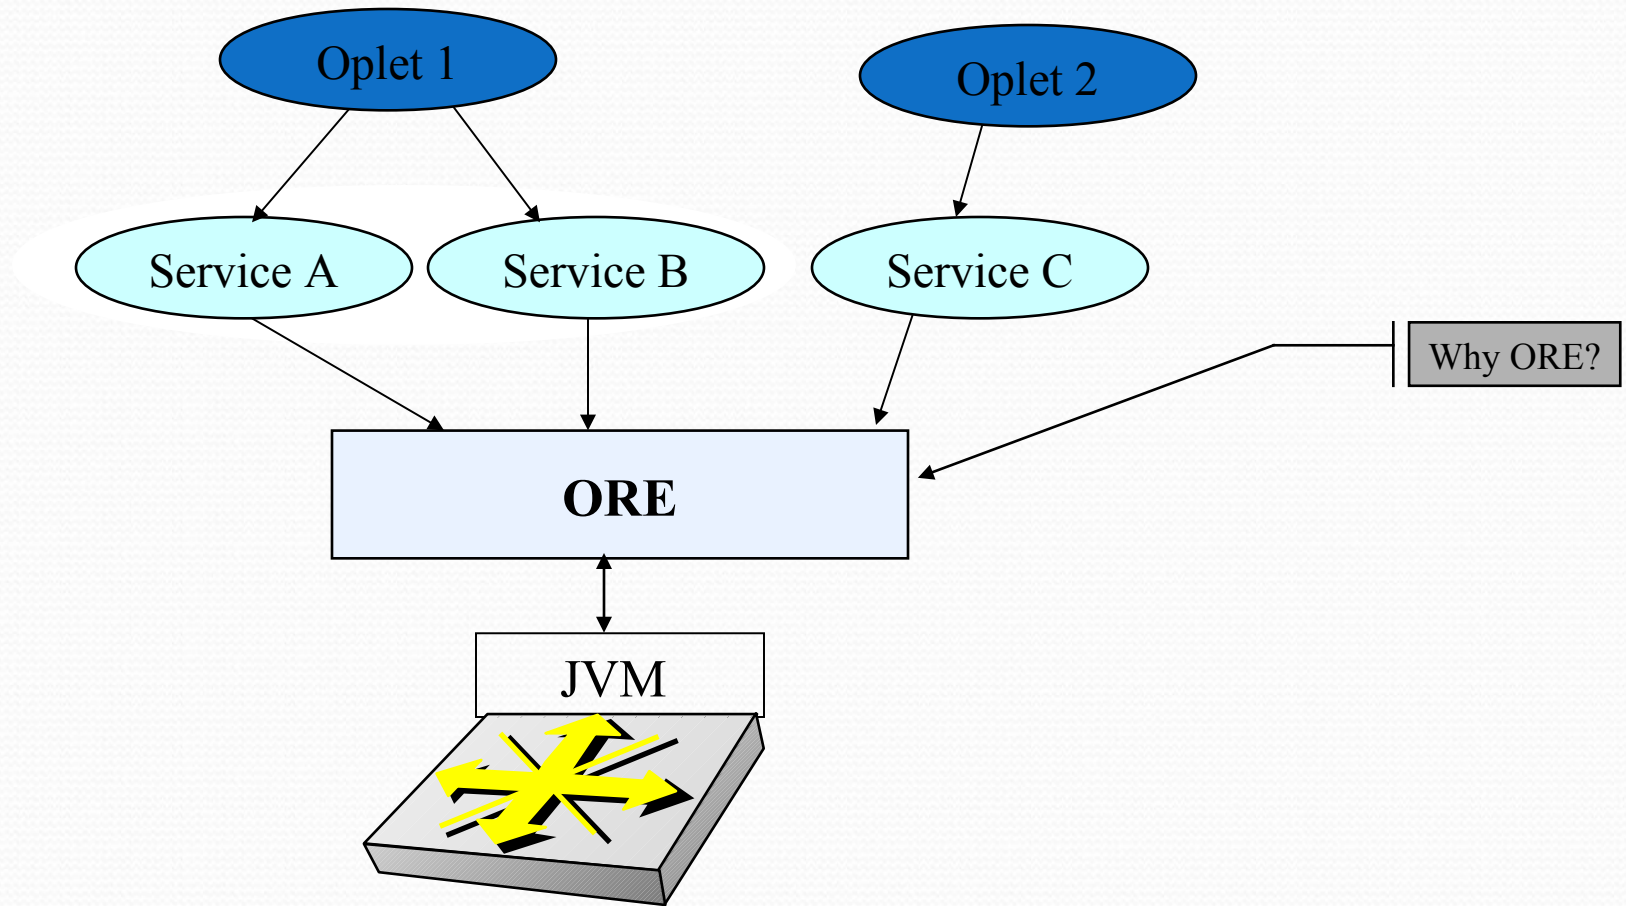 Oplet 1
Oplet 2
Service A
Service B
Service C
Why ORE?
ORE
JVM